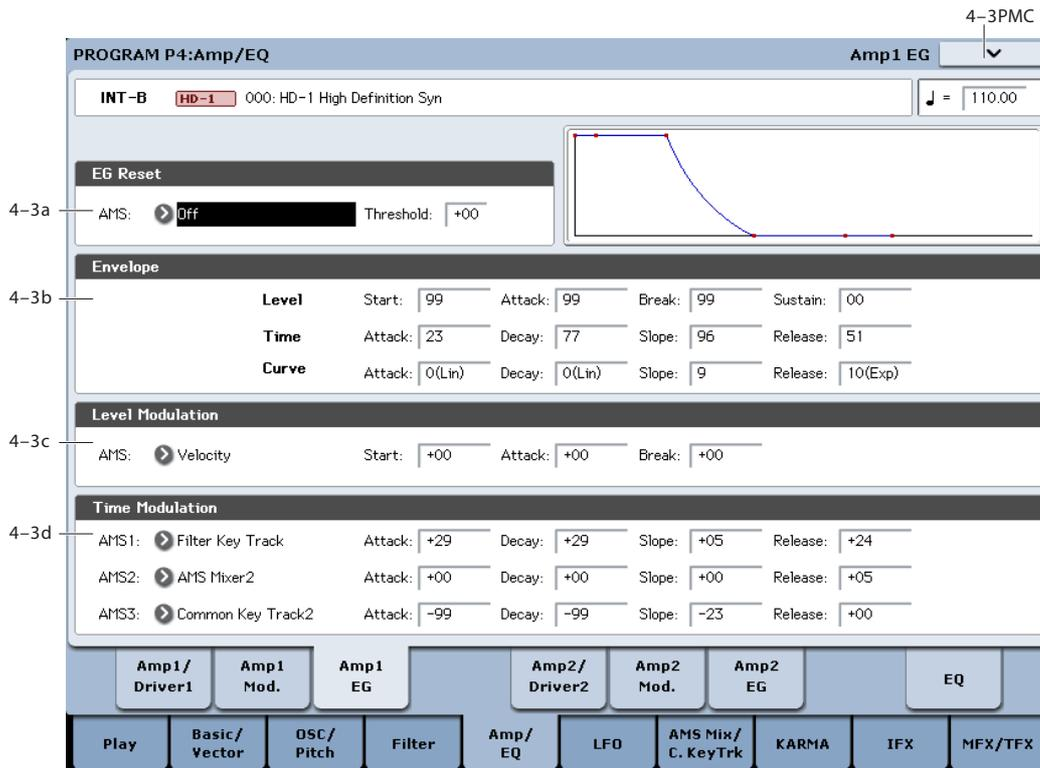 4-3PMC
PROGRAM P4:Amp/EQ Amp1 EG
INT-B HD-1 000: HD-1 High Definition Syn ♩ = 110.00
EG Reset
4-3a AMS: Off Threshold: +00
Envelope
4-3b Level Start: 99 Attack: 99 Break: 99 Sustain: 00
Time Attack: 23 Decay: 77 Slope: 96 Release: 51
Curve Attack: 0(Lin) Decay: 0(Lin) Slope: 9 Release: 10(Exp)
Level Modulation
4-3c AMS: Velocity Start: +00 Attack: +00 Break: +00
Time Modulation
4-3d AMS1: Filter Key Track Attack: +29 Decay: +29 Slope: +05 Release: +24
AMS2: AMS Mixer2 Attack: +00 Decay: +00 Slope: +00 Release: +05
AMS3: Common Key Track2 Attack: -99 Decay: -99 Slope: -23 Release: +00
Amp1/ Amp1 Amp1 Amp2/ Amp2 Amp2 EQ
Driver1 Mod. EG Driver2 Mod. EG
Play Basic/ OSC/ Filter Amp/ LFO AMS Mix/ KARMA IFX MFX/TFX
Vector Pitch EQ C. KeyTrk